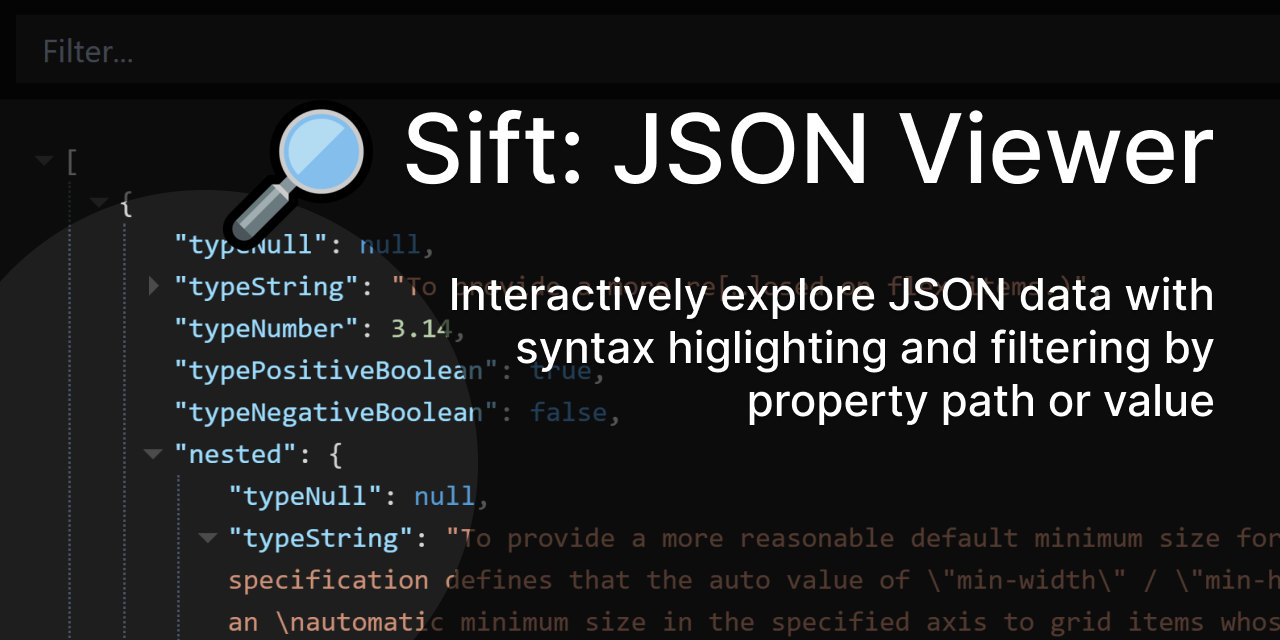 Filter...
Sift: JSON Viewer
Interactively explore JSON data with
syntax higlighting and filtering by
property path or value
[
{
"typeNull": null,
"typeString": "To provide a more re[
"typeNumber": 3.14,
"typePositiveBoolean": true,
"typeNegativeBoolean": false,
"nested": {
"typeNull": null,
"typeString": "To provide a more reasonable default minimum size for
specification defines that the auto value of \"min-width\" / \"min-h
an \nautomatic minimum size in the specified axis to grid items whos